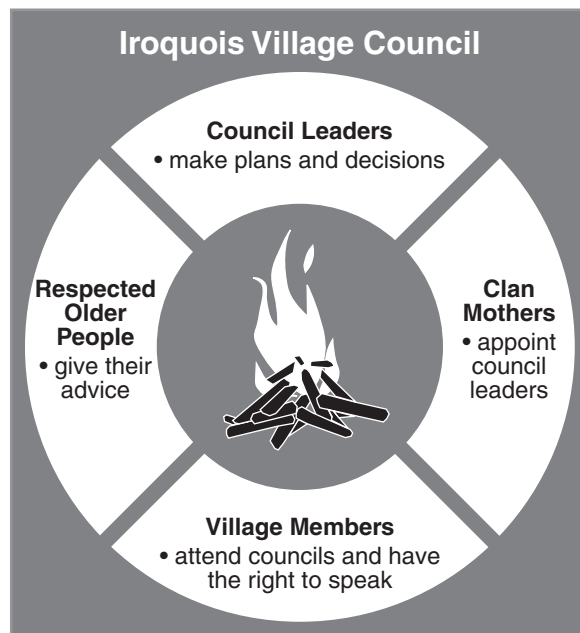 Iroquois Village Council
Council Leaders
• make plans and decisions
Respected
Older
People
• give their
advice
Clan
Mothers
• appoint
council
leaders
Village Members
• attend councils and have
the right to speak